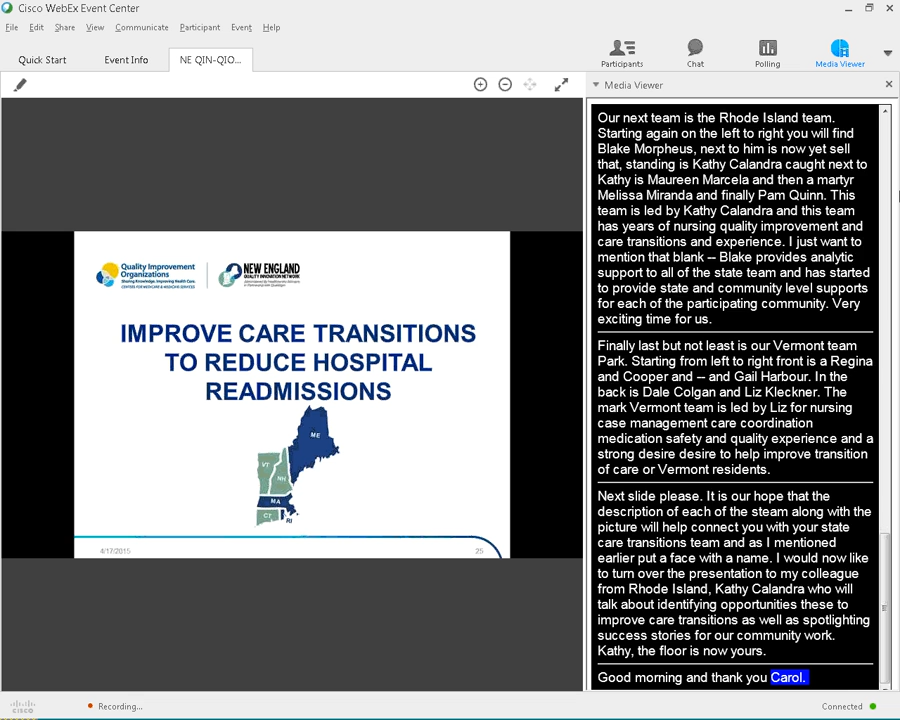 Cisco WebEx Event Center
File Edit Share View Communicate Participant Event Help
Quick Start Event Info NE QIN-QIO... Participants Chat Polling Media Viewer
Media Viewer
Quality Improvement
Organizations
Sharing Knowledge. Improving Health Care.
CENTERS FOR MEDICARE & MEDICAID SERVICES
NEW ENGLAND
QUALITY INNOVATION NETWORK
IMPROVE CARE TRANSITIONS
TO REDUCE HOSPITAL
READMISSIONS
ME
VT
NH
MA
CT
RI
4/17/2015 25
Our next team is the Rhode Island team.
Starting again on the left to right you will find
Blake Morpheus, next to him is now yet sell
that, standing is Kathy Calandra caught next to
Kathy is Maureen Marcela and then a martyr
Melissa Miranda and finally Pam Quinn. This
team is led by Kathy Calandra and this team
has years of nursing quality improvement and
care transitions and experience. I just want to
mention that blank -- Blake provides analytic
support to all of the state team and has started
to provide state and community level supports
for each of the participating community. Very
exciting time for us.
Finally last but not least is our Vermont team
Park. Starting from left to right front is a Regina
and Cooper and -- and Gail Harbour. In the
back is Dale Colgan and Liz Kleckner. The
mark Vermont team is led by Liz for nursing
case management care coordination
medication safety and quality experience and a
strong desire desire to help improve transition
of care or Vermont residents.
Next slide please. It is our hope that the
description of each of the steam along with the
picture will help connect you with your state
care transitions team and as I mentioned
earlier put a face with a name. I would now like
to turn over the presentation to my colleague
from Rhode Island, Kathy Calandra who will
talk about identifying opportunities these to
improve care transitions as well as spotlighting
success stories for our community work.
Kathy, the floor is now yours.
Good morning and thank you Carol.
cisco Recording... Connected